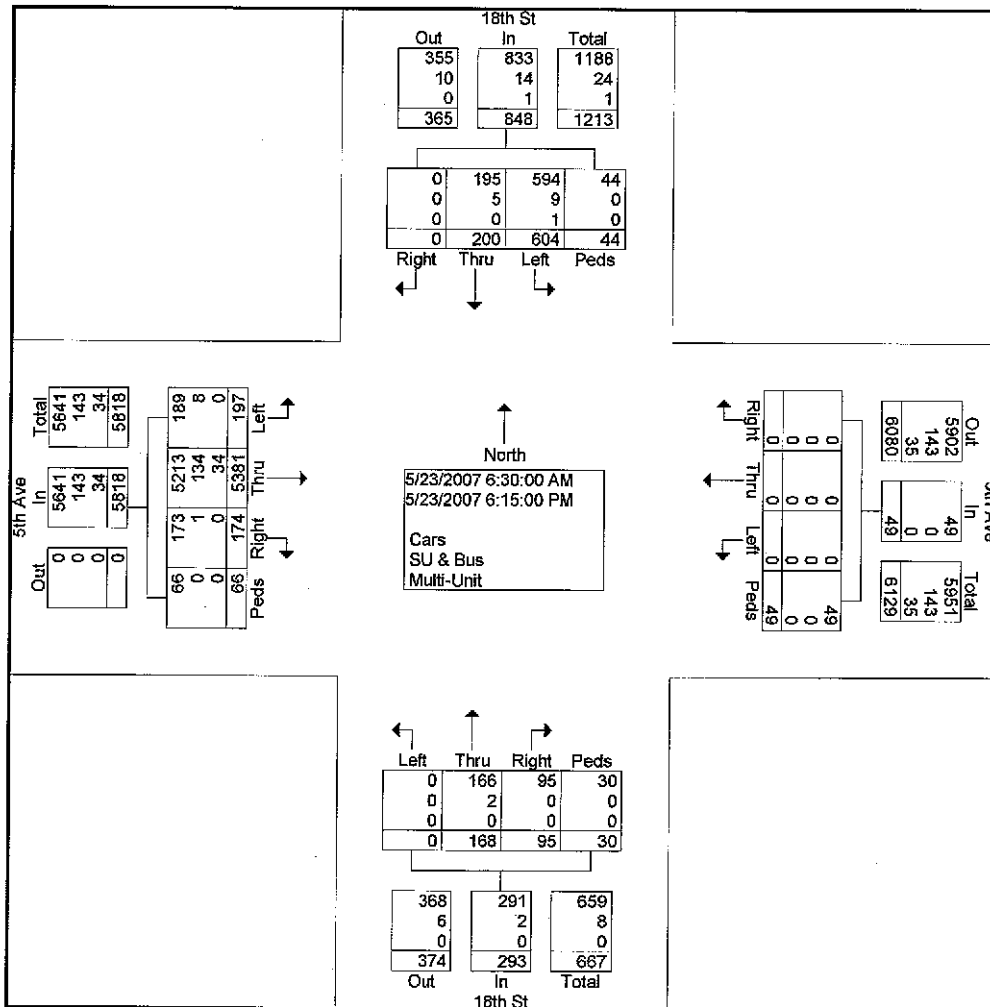 18th St
Out In Total
355 833 1188
10 14 24
0 1 1
365 848 1213
0 195 594 44
0 5 9 0
0 0 1 0
0 200 604 44
Right Thru Left Peds
5th Ave
Total 5641 143 34 5818
In 5641 143 34 5818
Out 0 0 0 0
189 8 0 197 Left
5213 134 34 5381 Thru
173 1 0 174 Right
66 0 0 66 Peds
North
5/23/2007 6:30:00 AM
5/23/2007 6:15:00 PM
Cars
SU & Bus
Multi-Unit
Right 0 0 0 0
Thru 0 0 0 0
Left 0 0 0 0
Peds 49 0 0 49
Out 5902 143 35 6080
In 49 0 0 49
Total 5951 143 35 6129
Ave
Left Thru Right Peds
0 166 95 30
0 2 0 0
0 0 0 0
0 168 95 30
368 291 659
6 2 8
0 0 0
374 293 667
Out In Total
18th St